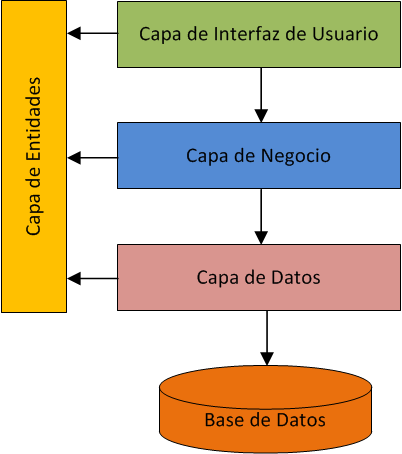 Capa de Interfaz de Usuario
Capa de Entidades
Capa de Negocio
Capa de Datos
Base de Datos